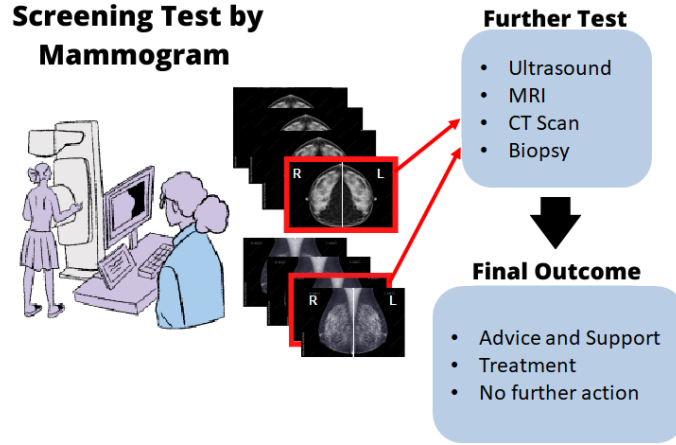 Screening Test by
Mammogram
Further Test
• Ultrasound
• MRI
• CT Scan
• Biopsy
R L
R L
Final Outcome
• Advice and Support
• Treatment
• No further action